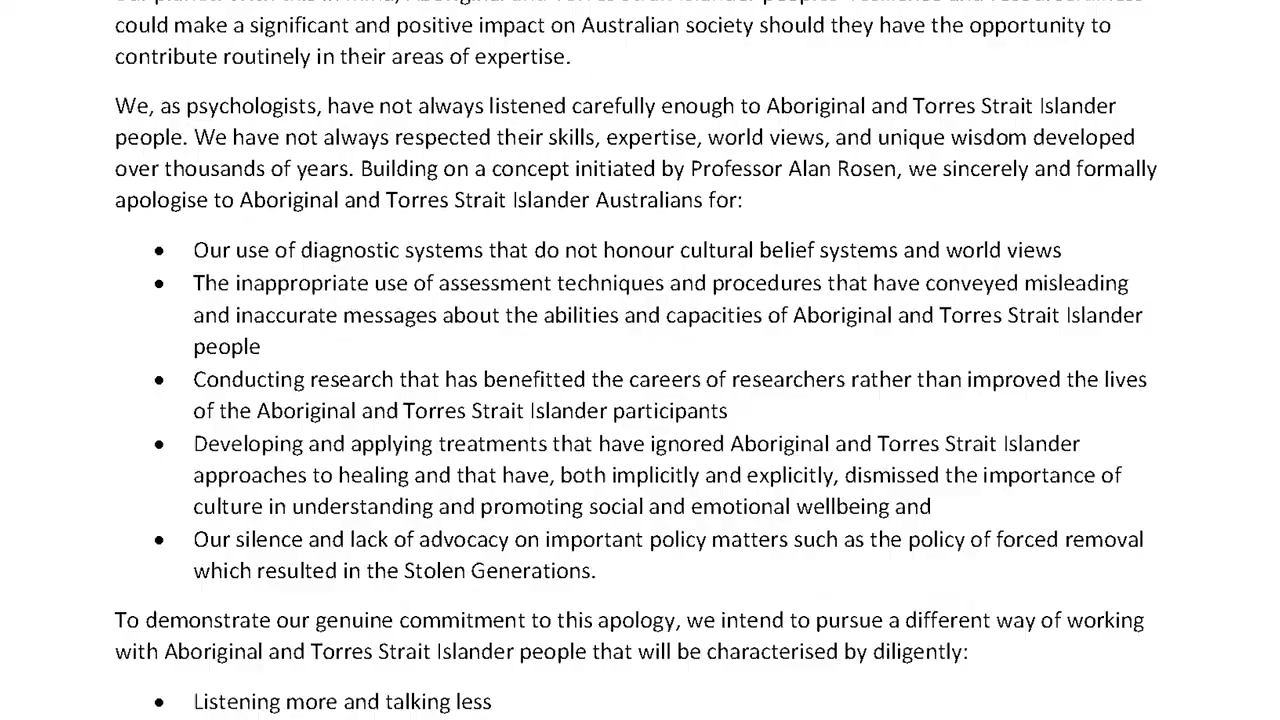 could make a significant and positive impact on Australian society should they have the opportunity to
contribute routinely in their areas of expertise.
We, as psychologists, have not always listened carefully enough to Aboriginal and Torres Strait Islander
people. We have not always respected their skills, expertise, world views, and unique wisdom developed
over thousands of years. Building on a concept initiated by Professor Alan Rosen, we sincerely and formally
apologise to Aboriginal and Torres Strait Islander Australians for:
• Our use of diagnostic systems that do not honour cultural belief systems and world views
• The inappropriate use of assessment techniques and procedures that have conveyed misleading
and inaccurate messages about the abilities and capacities of Aboriginal and Torres Strait Islander
people
• Conducting research that has benefitted the careers of researchers rather than improved the lives
of the Aboriginal and Torres Strait Islander participants
• Developing and applying treatments that have ignored Aboriginal and Torres Strait Islander
approaches to healing and that have, both implicitly and explicitly, dismissed the importance of
culture in understanding and promoting social and emotional wellbeing and
• Our silence and lack of advocacy on important policy matters such as the policy of forced removal
which resulted in the Stolen Generations.
To demonstrate our genuine commitment to this apology, we intend to pursue a different way of working
with Aboriginal and Torres Strait Islander people that will be characterised by diligently:
• Listening more and talking less